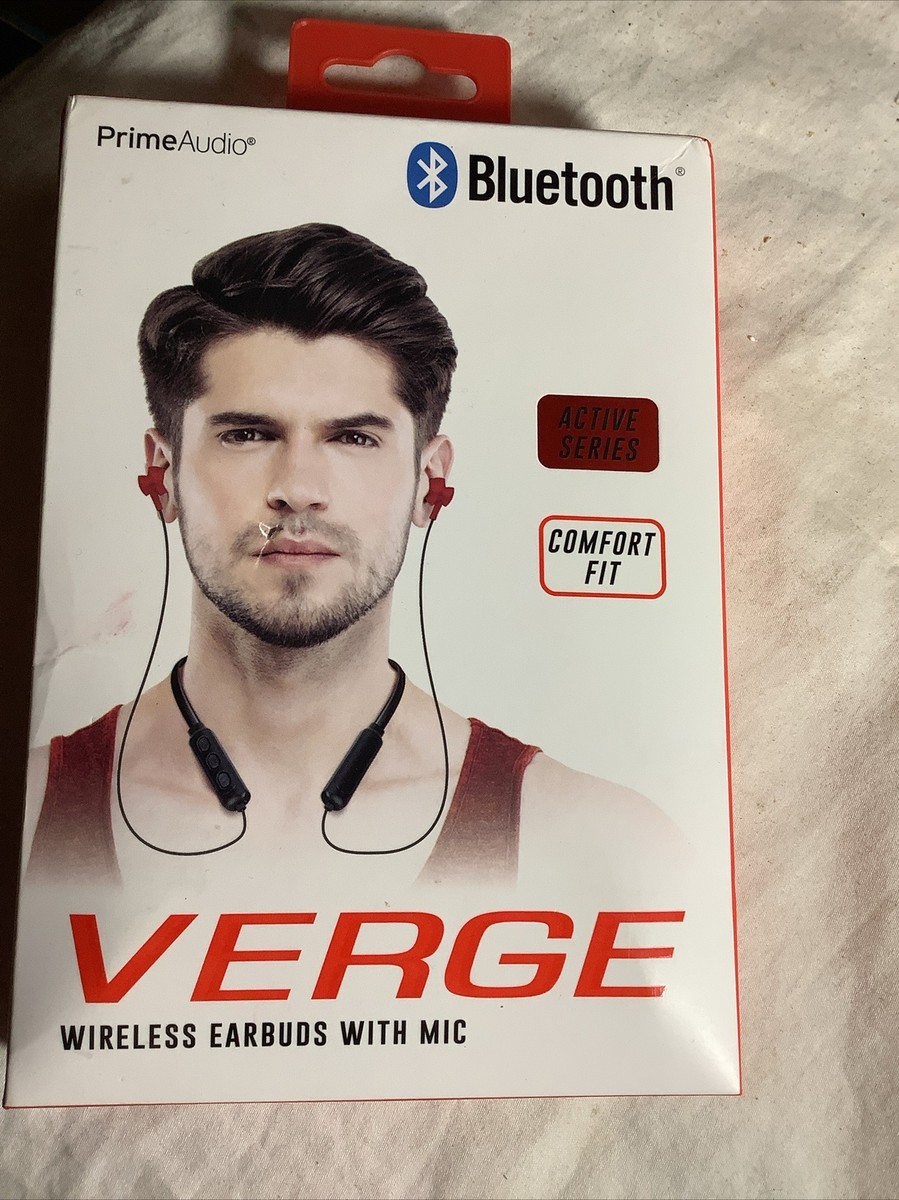 PrimeAudio®
Bluetooth®
ACTIVE
SERIES
COMFORT
FIT
VERGE
WIRELESS EARBUDS WITH MIC